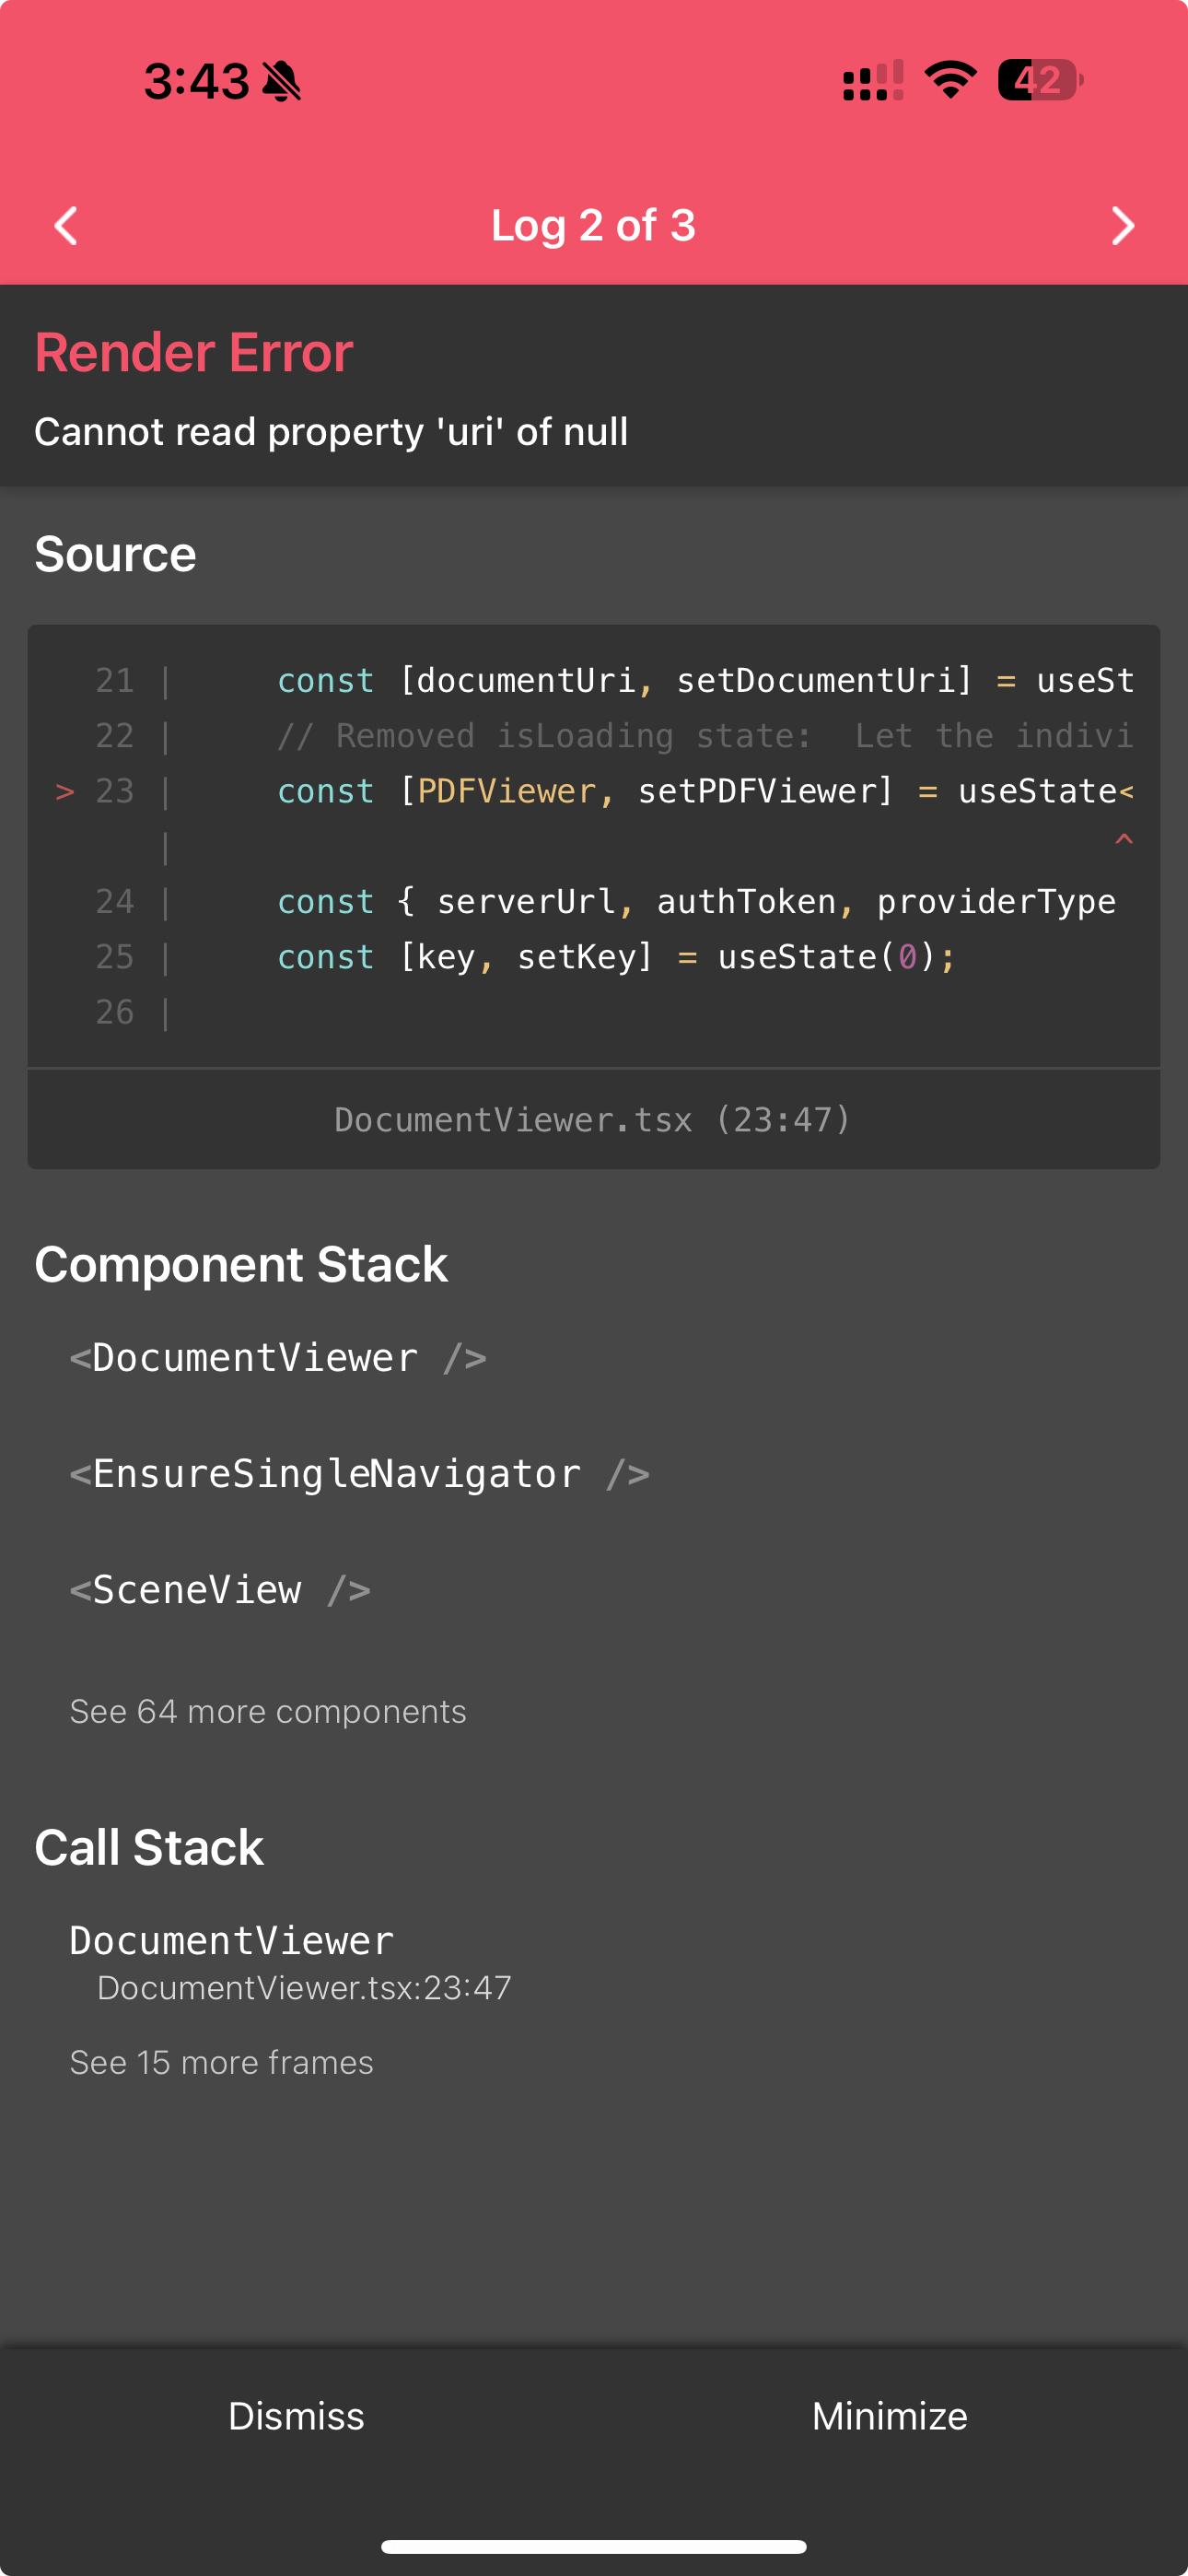 3:43
42
Log 2 of 3
Render Error
Cannot read property 'uri' of null
Source
21 | const [documentUri, setDocumentUri] = useSt
22 | // Removed isLoading state:  Let the indivi
> 23 | const [PDFViewer, setPDFViewer] = useState<
| ^
24 | const { serverUrl, authToken, providerType
25 | const [key, setKey] = useState(0);
26 |
DocumentViewer.tsx (23:47)
Component Stack
<DocumentViewer />
<EnsureSingleNavigator />
<SceneView />
See 64 more components
Call Stack
DocumentViewer
DocumentViewer.tsx:23:47
See 15 more frames
Dismiss Minimize